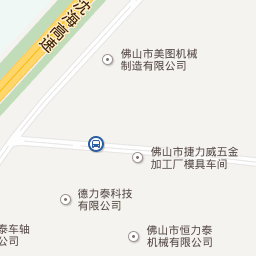 沈海高速
佛山市美图机械
制造有限公司
佛山市捷力威五金
加工厂模具车间
德力泰科技
有限公司
泰车轴
公司
佛山市恒力泰
机械有限公司